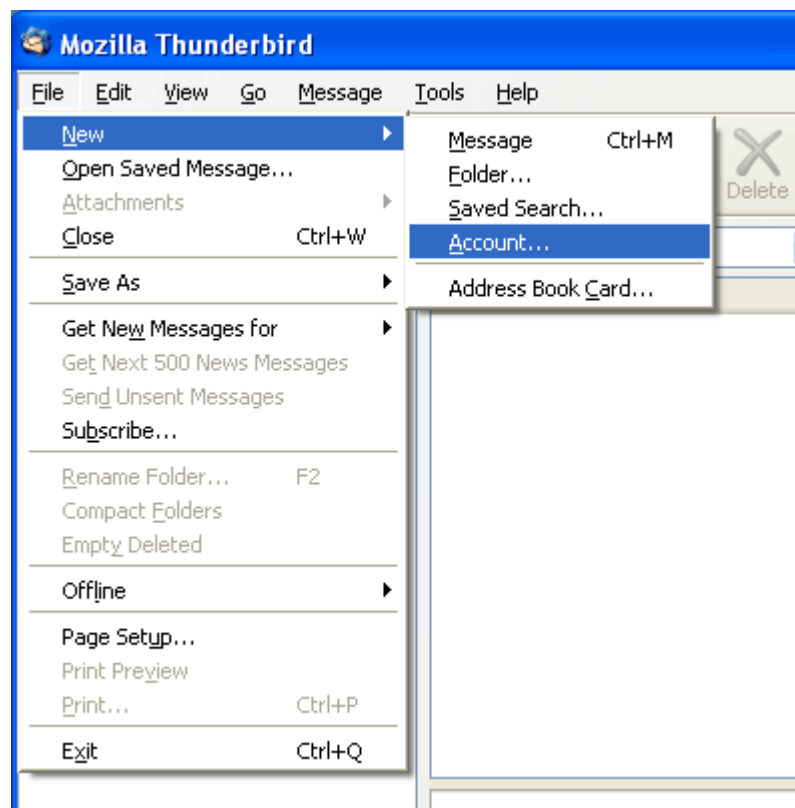 Mozilla Thunderbird
File Edit View Go Message Tools Help
New
Open Saved Message...
Attachments
Close Ctrl+W
Save As
Get New Messages for
Get Next 500 News Messages
Send Unsent Messages
Subscribe...
Rename Folder... F2
Compact Folders
Empty Deleted
Offline
Page Setup...
Print Preview
Print... Ctrl+P
Exit Ctrl+Q
Message Ctrl+M
Folder...
Saved Search...
Account...
Address Book Card...
Delete